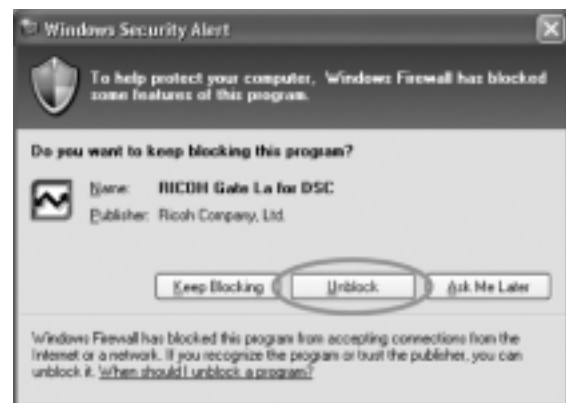 Windows Security Alert
To help protect your computer, Windows Firewall has blocked
some features of this program.
Do you want to keep blocking this program?
Name: RICOH Gate La for DSC
Publisher: Ricoh Company, Ltd.
Keep Blocking Unblock Ask Me Later
Windows Firewall has blocked this program from accepting connections from the
Internet or a network. If you recognize the program or trust the publisher, you can
unblock it. When should I unblock a program?